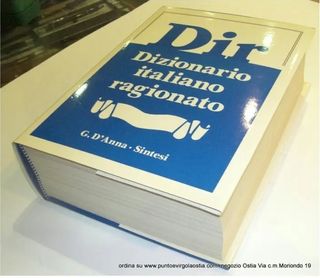 Dir
Dizionario
italiano
ragionato
G. D'Anna · Sintesi
ordina su www.puntoevirgolaostia.com/negozio Ostia Via c.m.Moriondo 19